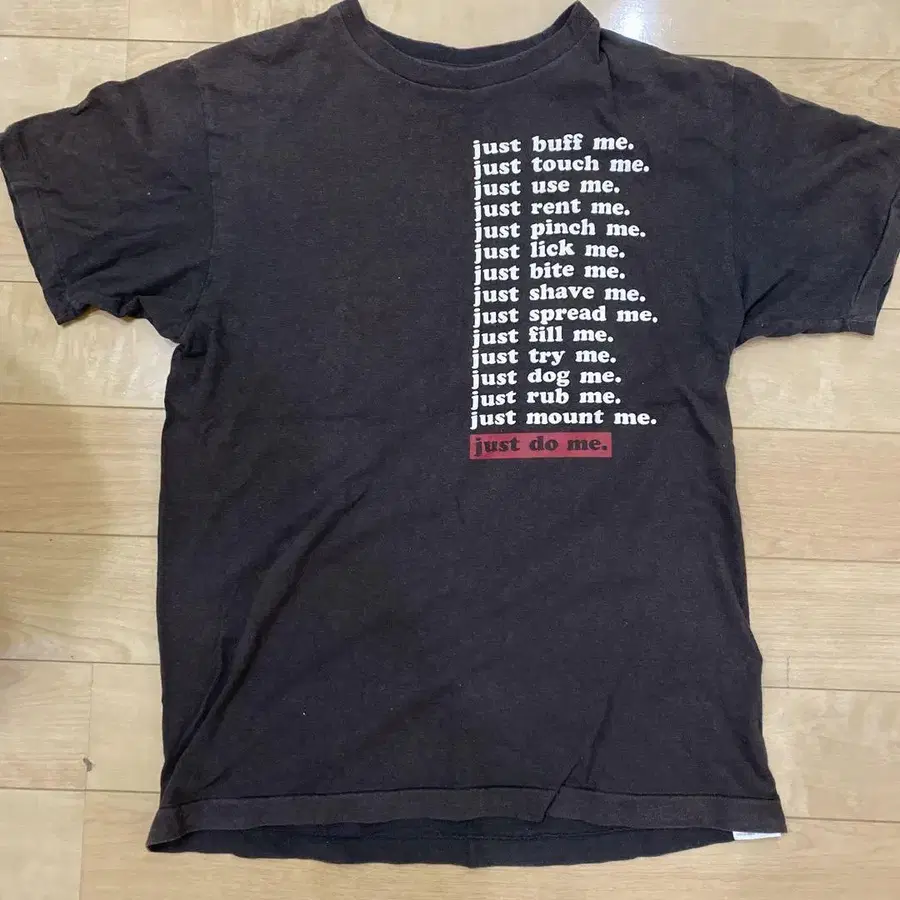 just buff me.
just touch me.
just use me.
just rent me.
just pinch me.
just lick me.
just bite me.
just shave me.
just spread me.
just fill me.
just try me.
just dog me.
just rub me.
just mount me.
just do me.